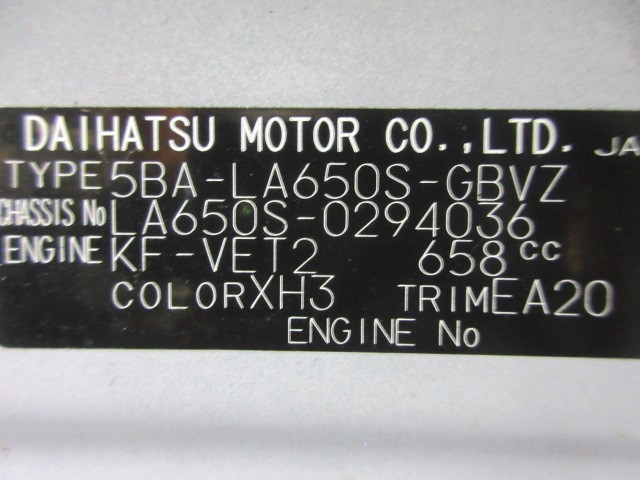 DAIHATSU MOTOR CO.,LTD. JA
TYPE 5BA-LA650S-GBVZ
CHASSIS No LA650S-0294036
ENGINE KF-VET2 658 cc
COLOR XH3 TRIM EA20
ENGINE No